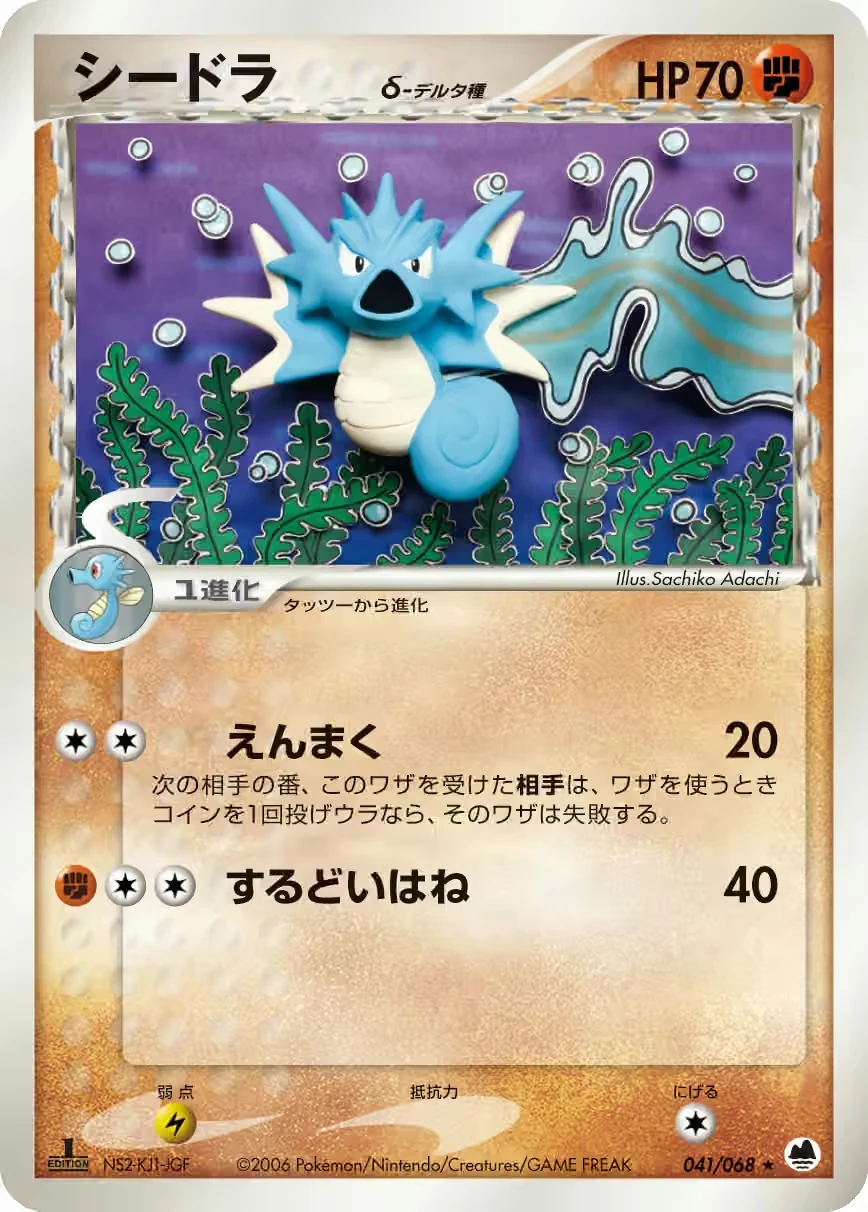 シードラ
δ-デルタ種
HP70
Illus.Sachiko Adachi
1進化
タッツーから進化
えんまく 20
次の相手の番、このワザを受けた相手は、ワザを使うとき
コインを1回投げウラなら、そのワザは失敗する。
するどいはね 40
弱点 抵抗力 にげる
1 EDITION NS2-KJ1-JGF ©2006 Pokémon/Nintendo/Creatures/GAME FREAK 041/068 ★